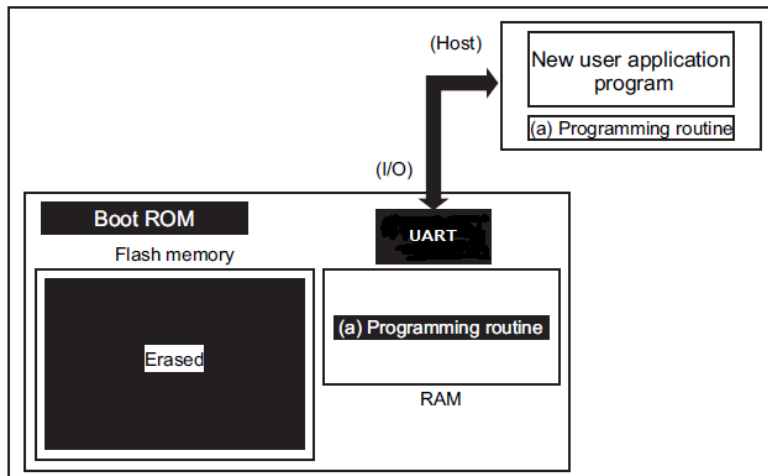 (Host)
New user application
program
(a) Programming routine
(I/O)
Boot ROM
UART
Flash memory
(a) Programming routine
Erased
RAM